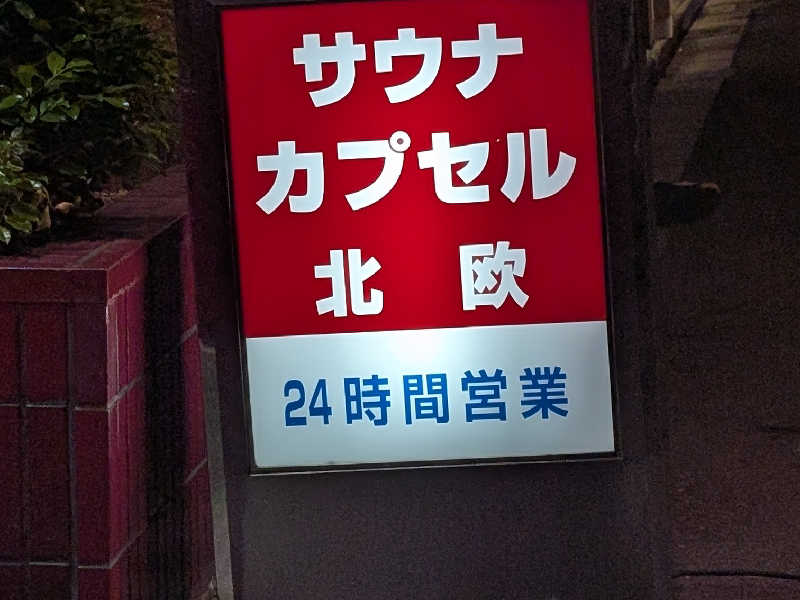 サウナ
カプセル
北欧
24時間営業